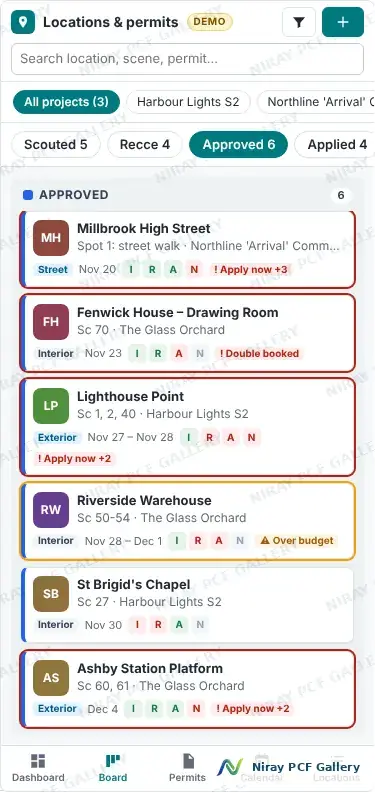 Locations & permits DEMO
Search location, scene, permit...
All projects (3) Harbour Lights S2 Northline 'Arrival' C
Scouted 5 Recce 4 Approved 6 Applied 4
APPROVED 6
MH Millbrook High Street
Spot 1: street walk · Northline 'Arrival' Comm...
Street Nov 20 I R A N ! Apply now +3
FH Fenwick House – Drawing Room
Sc 70 · The Glass Orchard
Interior Nov 23 I R A N ! Double booked
LP Lighthouse Point
Sc 1, 2, 40 · Harbour Lights S2
Exterior Nov 27 – Nov 28 I R A N
! Apply now +2
RW Riverside Warehouse
Sc 50-54 · The Glass Orchard
Interior Nov 28 – Dec 1 I R A N ⚠ Over budget
SB St Brigid's Chapel
Sc 27 · Harbour Lights S2
Interior Nov 30 I R A N
AS Ashby Station Platform
Sc 60, 61 · The Glass Orchard
Exterior Dec 4 I R A N ! Apply now +2
Dashboard Board Permits Calendar Locations
Niray PCF Gallery
NIRAY PCF GALLERY